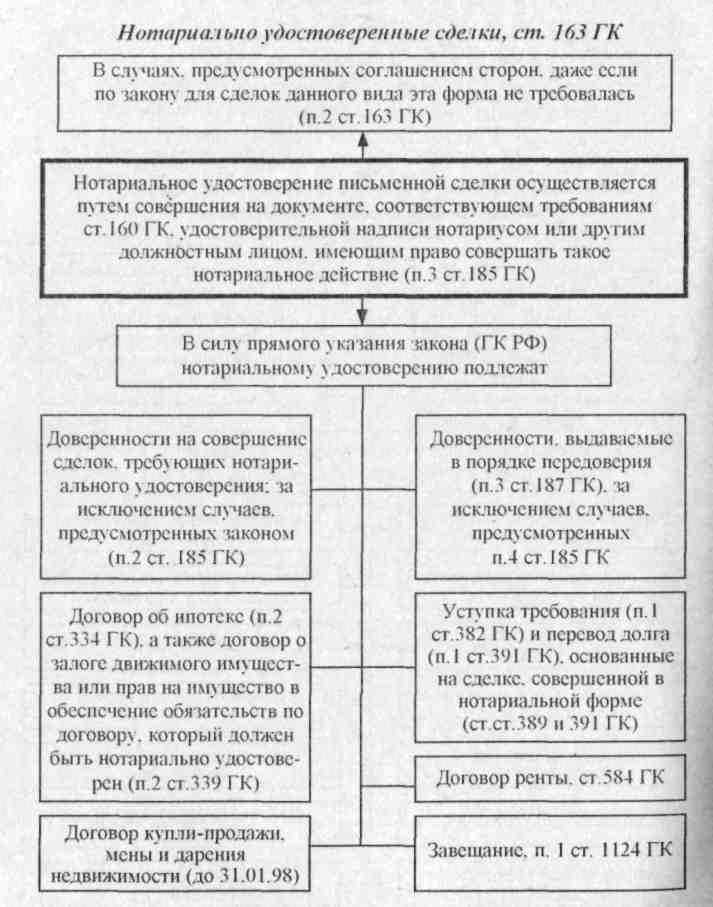 Нотариально удостоверенные сделки, ст. 163 ГК
В случаях, предусмотренных соглашением сторон, даже если
по закону для сделок данного вида эта форма не требовалась
(п.2 ст.163 ГК)
Нотариальное удостоверение письменной сделки осуществляется
путем совершения на документе, соответствующем требованиям
ст.160 ГК, удостоверительной надписи нотариусом или другим
должностным лицом, имеющим право совершать такое
нотариальное действие (п.3 ст.185 ГК)
В силу прямого указания закона (ГК РФ)
нотариальному удостоверению подлежат
Доверенности на совершение
сделок, требующих нотари-
ального удостоверения; за
исключением случаев,
предусмотренных законом
(п.2 ст. 185 ГК)
Доверенности, выдаваемые
в порядке передоверия
(п.3 ст.187 ГК), за
исключением случаев,
предусмотренных
п.4 ст.185 ГК
Договор об ипотеке (п.2
ст.334 ГК), а также договор о
залоге движимого имущест-
ва или прав на имущество в
обеспечение обязательств по
договору, который должен
быть нотариально удостове-
рен (п.2 ст.339 ГК)
Уступка требования (п.1
ст.382 ГК) и перевод долга
(п.1 ст.391 ГК), основанные
на сделке, совершенной в
нотариальной форме
(ст.ст.389 и 391 ГК)
Договор ренты, ст.584 ГК
Договор купли-продажи,
мены и дарения
недвижимости (до 31.01.98)
Завещание, п. 1 ст. 1124 ГК